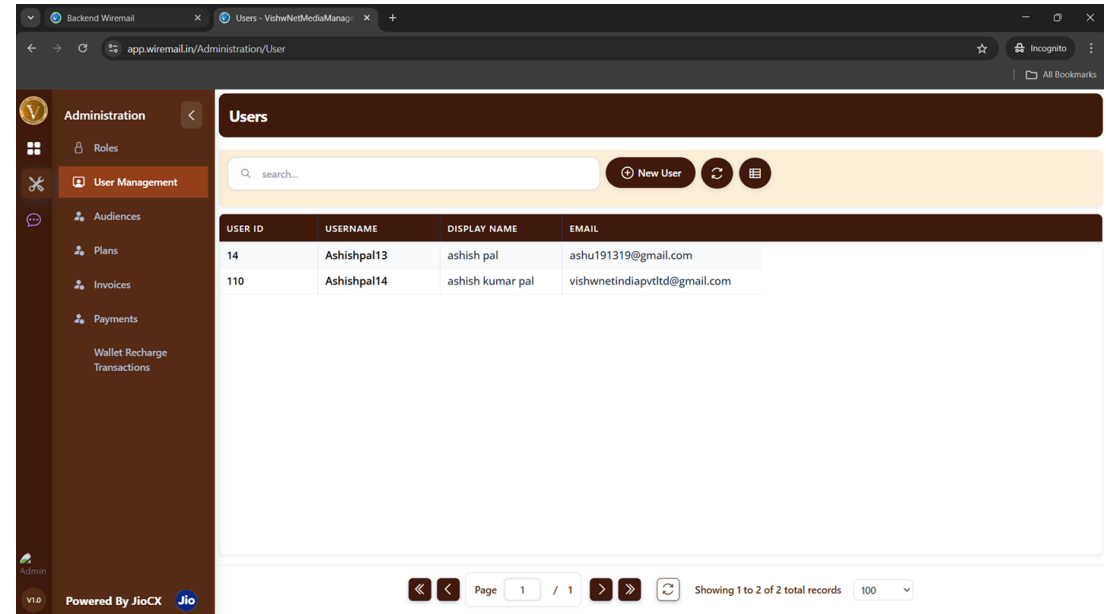 Backend Wiremail
Users - VishwNetMediaManage
app.wiremail.in/Administration/User
Incognito
All Bookmarks
V
Administration
Roles
User Management
Audiences
Plans
Invoices
Payments
Wallet Recharge
Transactions
Admin
V1.0
Powered By JioCX Jio
Users
search...
New User
USER ID USERNAME DISPLAY NAME EMAIL
14 Ashishpal13 ashish pal ashu191319@gmail.com
110 Ashishpal14 ashish kumar pal vishwnetindiapvtltd@gmail.com
Page 1 / 1 Showing 1 to 2 of 2 total records 100